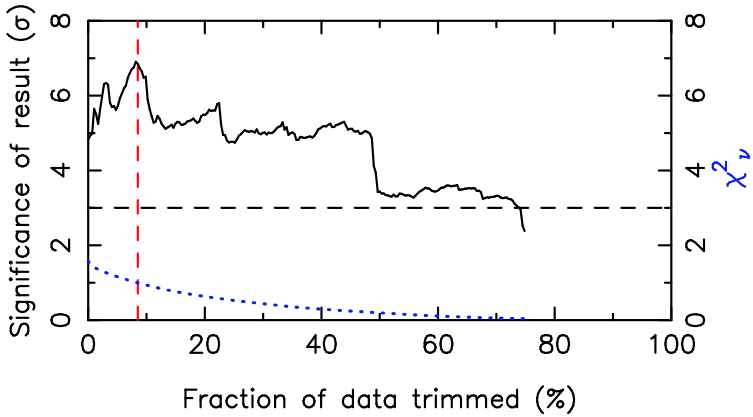 8 8
6 6
4 4
2 2
0 0
Significance of result (σ)
χ²ν
0 20 40 60 80 100
Fraction of data trimmed (%)